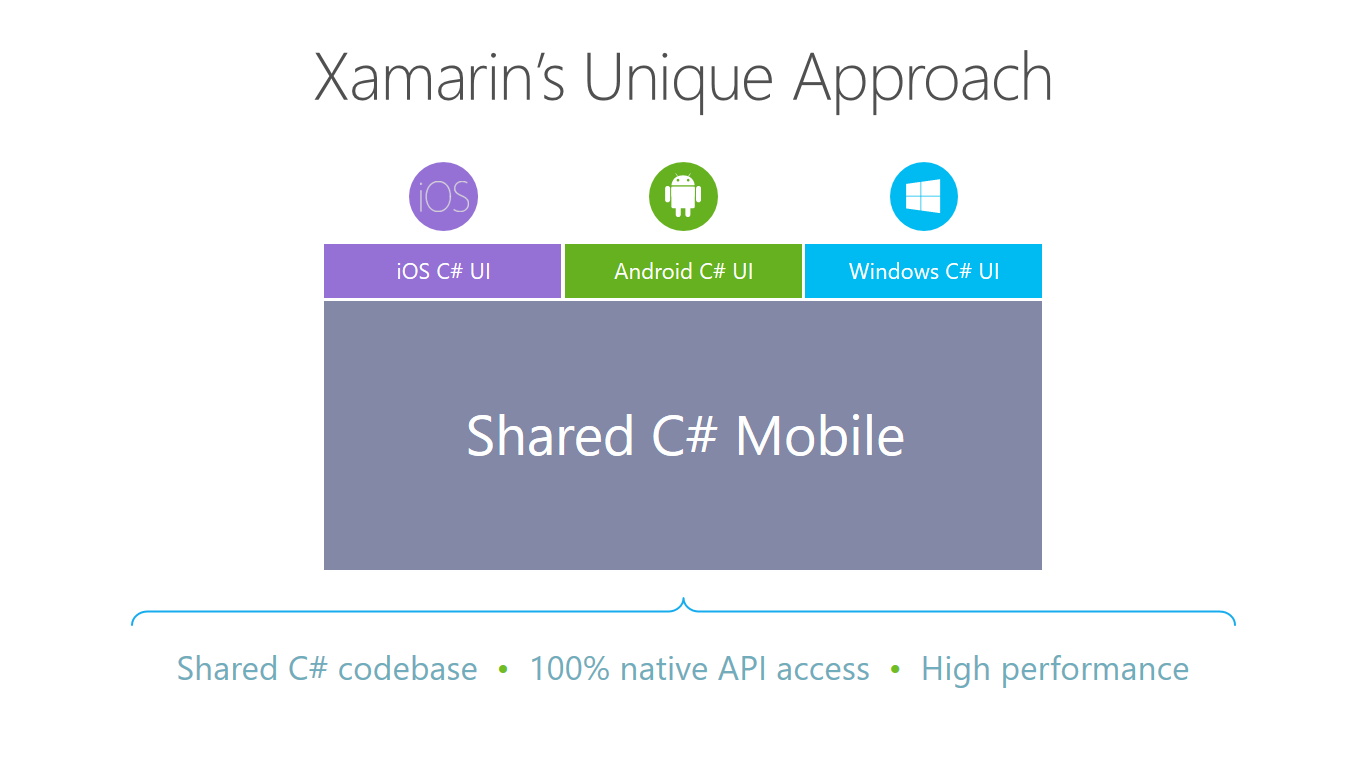 Xamarin’s Unique Approach
iOS
iOS C# UI
Android C# UI
Windows C# UI
Shared C# Mobile
Shared C# codebase • 100% native API access • High performance